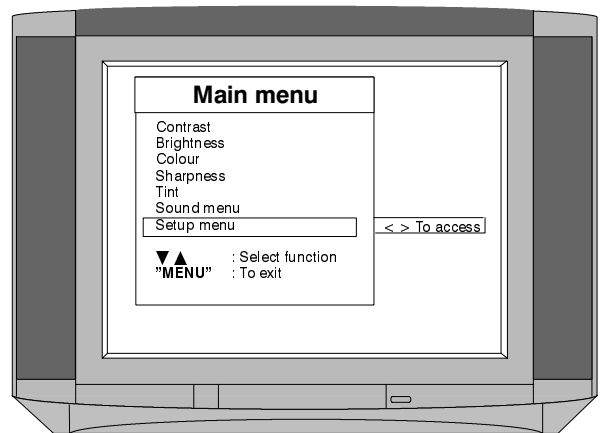 Main menu
Contrast
Brightness
Colour
Sharpness
Tint
Sound menu
Setup menu < > To access
▼ ▲ : Select function
”MENU” : To exit